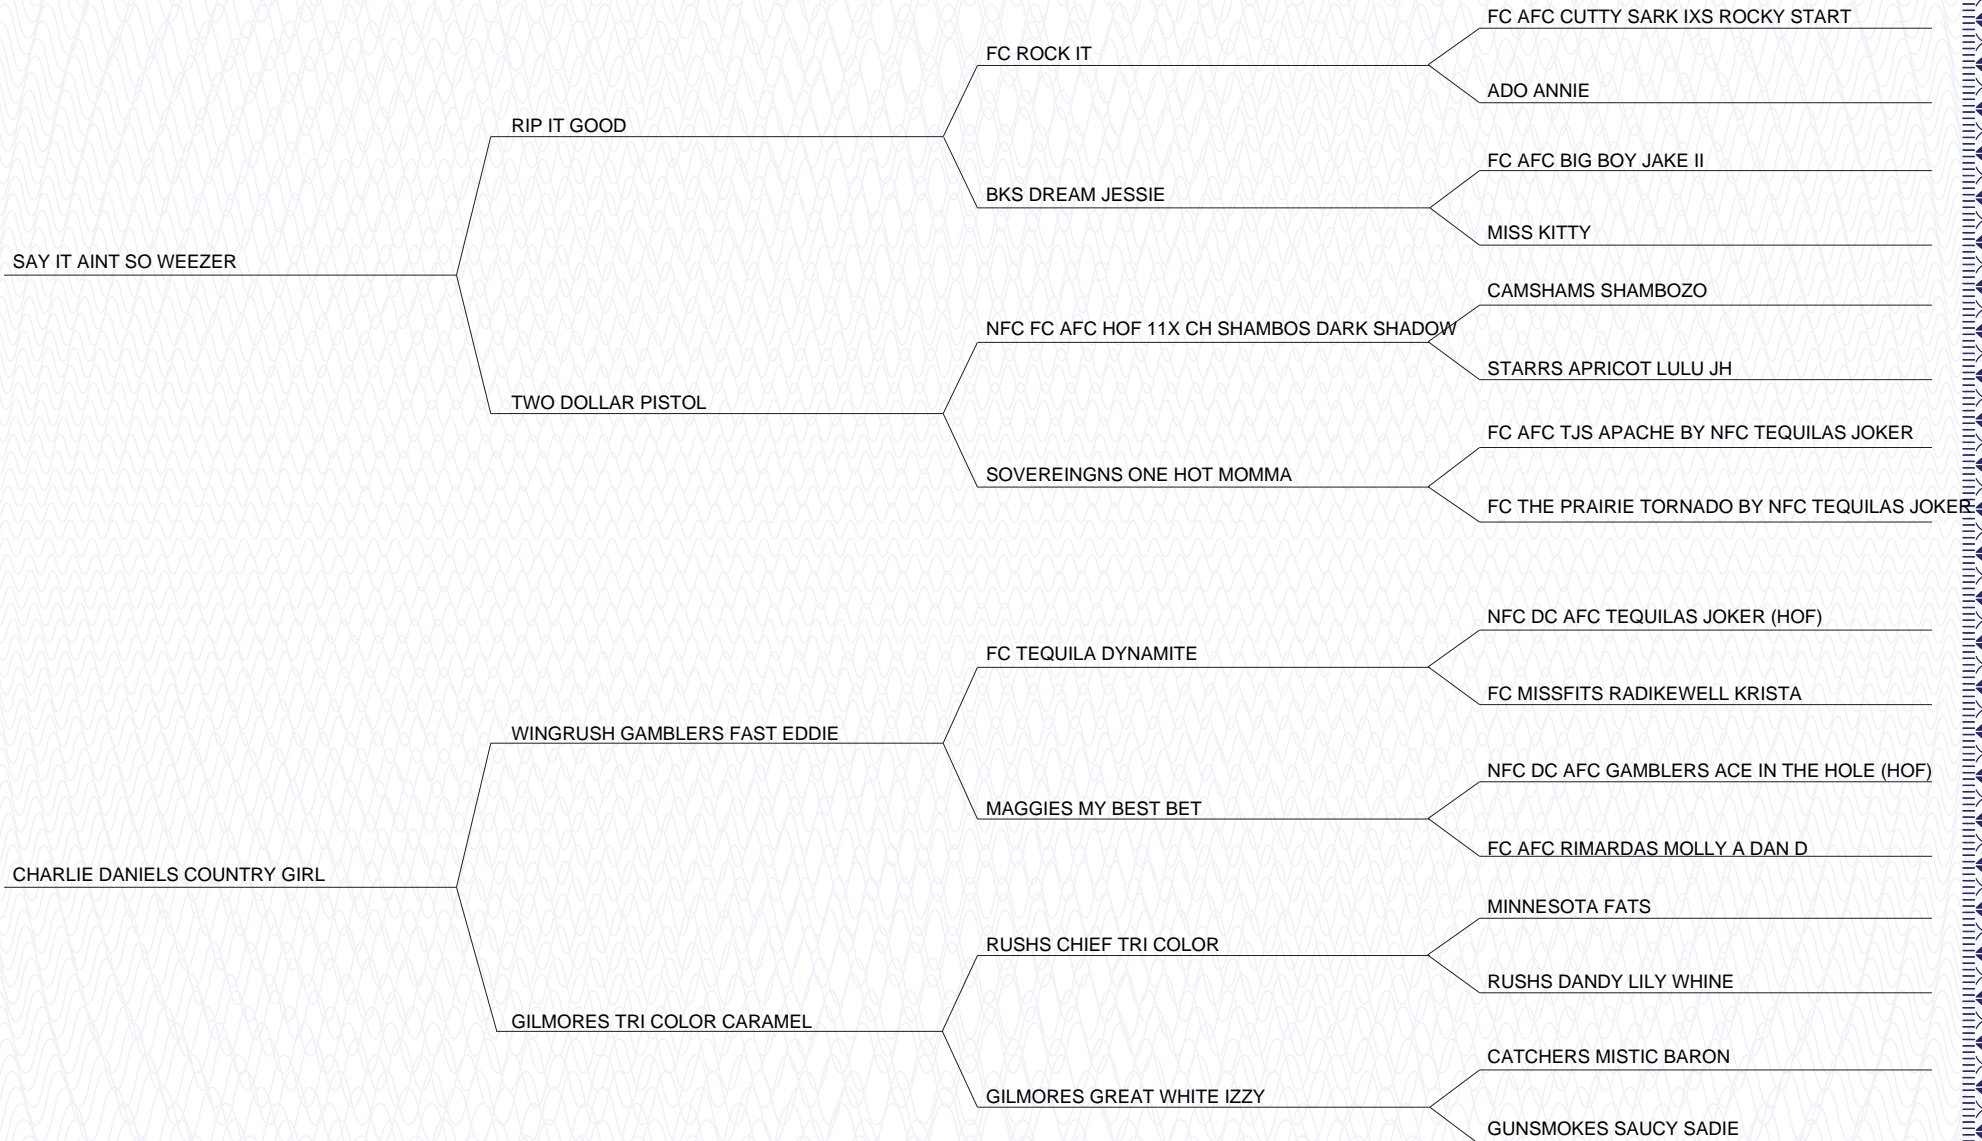 FC AFC CUTTY SARK IXS ROCKY START
FC ROCK IT
ADO ANNIE
RIP IT GOOD
FC AFC BIG BOY JAKE II
BKS DREAM JESSIE
MISS KITTY
SAY IT AINT SO WEEZER
CAMSHAMS SHAMBOZO
NFC FC AFC HOF 11X CH SHAMBOS DARK SHADOW
STARRS APRICOT LULU JH
TWO DOLLAR PISTOL
FC AFC TJS APACHE BY NFC TEQUILAS JOKER
SOVEREINGNS ONE HOT MOMMA
FC THE PRAIRIE TORNADO BY NFC TEQUILAS JOKER
NFC DC AFC TEQUILAS JOKER (HOF)
FC TEQUILA DYNAMITE
FC MISSFITS RADIKEWELL KRISTA
WINGRUSH GAMBLERS FAST EDDIE
NFC DC AFC GAMBLERS ACE IN THE HOLE (HOF)
MAGGIES MY BEST BET
FC AFC RIMARDAS MOLLY A DAN D
CHARLIE DANIELS COUNTRY GIRL
MINNESOTA FATS
RUSHS CHIEF TRI COLOR
RUSHS DANDY LILY WHINE
GILMORES TRI COLOR CARAMEL
CATCHERS MISTIC BARON
GILMORES GREAT WHITE IZZY
GUNSMOKES SAUCY SADIE